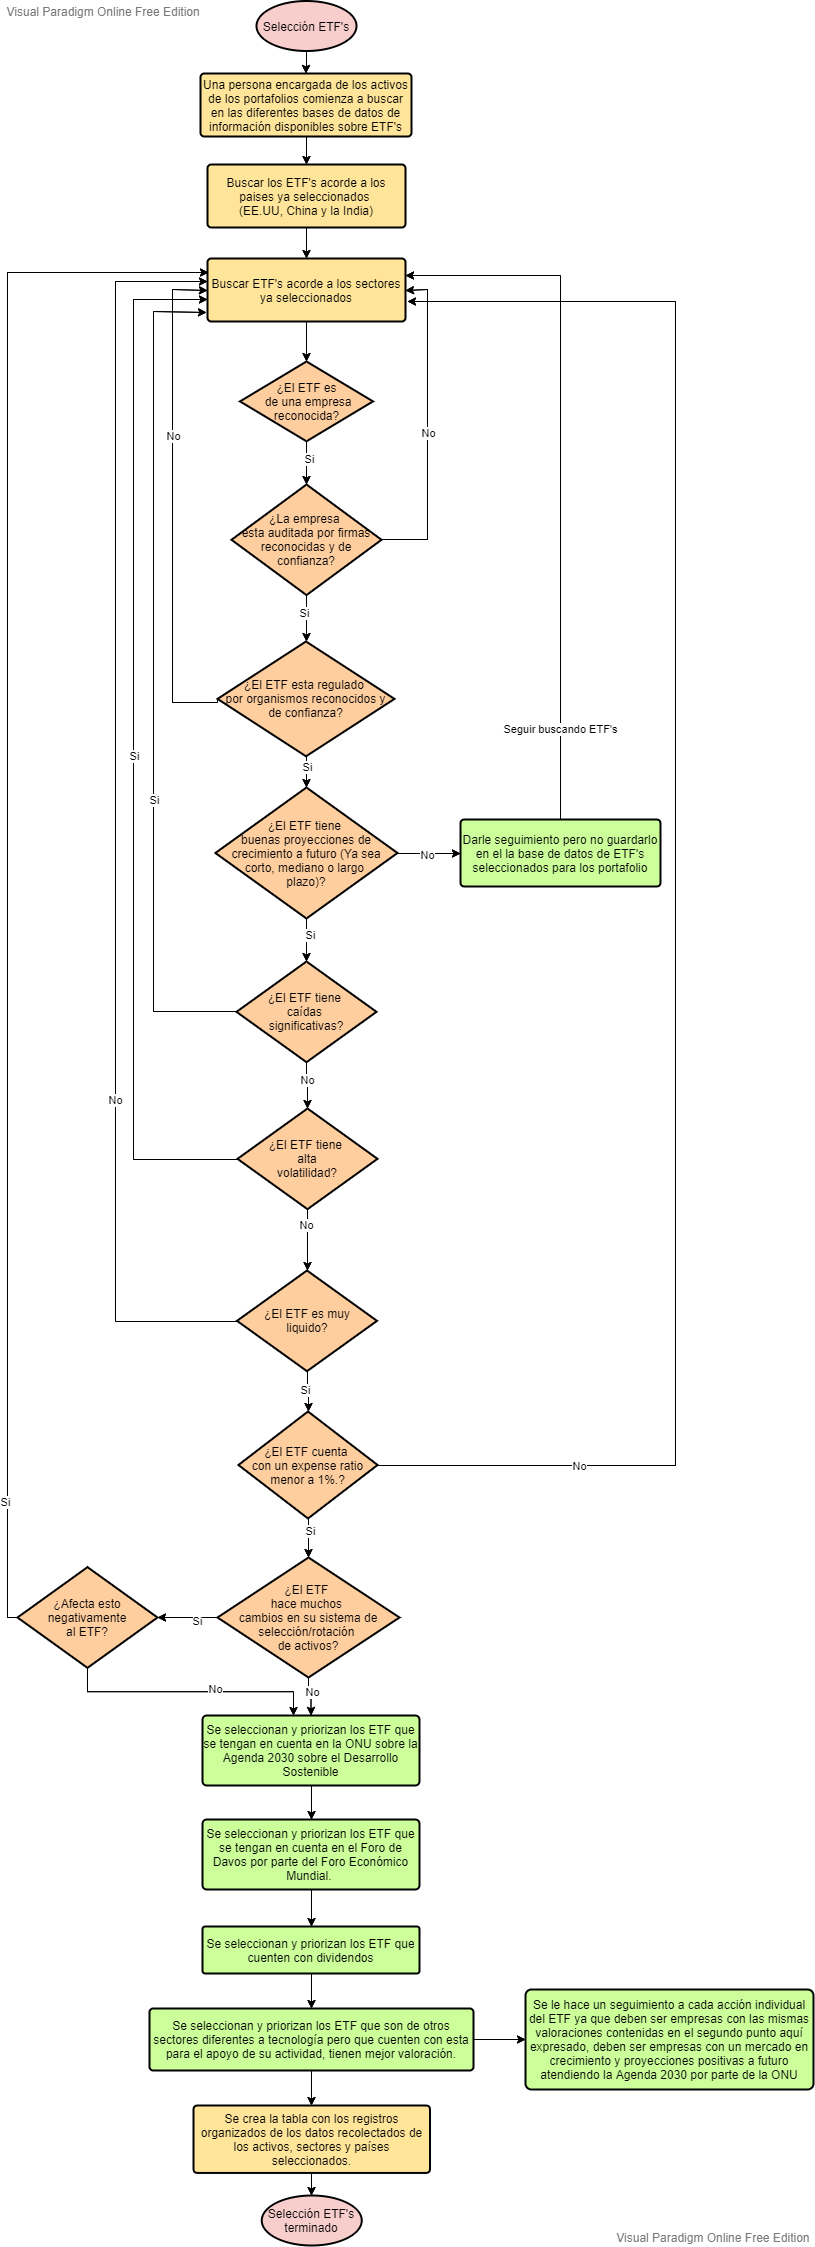 Visual Paradigm Online Free Edition
Selección ETF's
Una persona encargada de los activos
de los portafolios comienza a buscar
en las diferentes bases de datos de
información disponibles sobre ETF's
Buscar los ETF's acorde a los
paises ya seleccionados
(EE.UU, China y la India)
Buscar ETF's acorde a los sectores
ya seleccionados
¿El ETF es
de una empresa
reconocida?
No
No
Si
¿La empresa
esta auditada por firmas
reconocidas y de
confianza?
Si
¿El ETF esta regulado
por organismos reconocidos y
de confianza?
Seguir buscando ETF's
Si
Si
Si
¿El ETF tiene
buenas proyecciones de
crecimiento a futuro (Ya sea
corto, mediano o largo
plazo)?
No
Darle seguimiento pero no guardarlo
en el la base de datos de ETF's
seleccionados para los portafolio
Si
¿El ETF tiene
caídas
significativas?
No
No
¿El ETF tiene
alta
volatilidad?
No
¿El ETF es muy
liquido?
Si
¿El ETF cuenta
con un expense ratio
menor a 1%.?
No
Si
Si
¿El ETF
hace muchos
cambios en su sistema de
selección/rotación
de activos?
Si
¿Afecta esto
negativamente
al ETF?
No
No
Se seleccionan y priorizan los ETF que
se tengan en cuenta en la ONU sobre la
Agenda 2030 sobre el Desarrollo
Sostenible
Se seleccionan y priorizan los ETF que
se tengan en cuenta en el Foro de
Davos por parte del Foro Económico
Mundial.
Se seleccionan y priorizan los ETF que
cuenten con dividendos
Se seleccionan y priorizan los ETF que son de otros
sectores diferentes a tecnología pero que cuenten con esta
para el apoyo de su actividad, tienen mejor valoración.
Se le hace un seguimiento a cada acción individual
del ETF ya que deben ser empresas con las mismas
valoraciones contenidas en el segundo punto aquí
expresado, deben ser empresas con un mercado en
crecimiento y proyecciones positivas a futuro
atendiendo la Agenda 2030 por parte de la ONU
Se crea la tabla con los registros
organizados de los datos recolectados de
los activos, sectores y países
seleccionados.
Selección ETF's
terminado
Visual Paradigm Online Free Edition